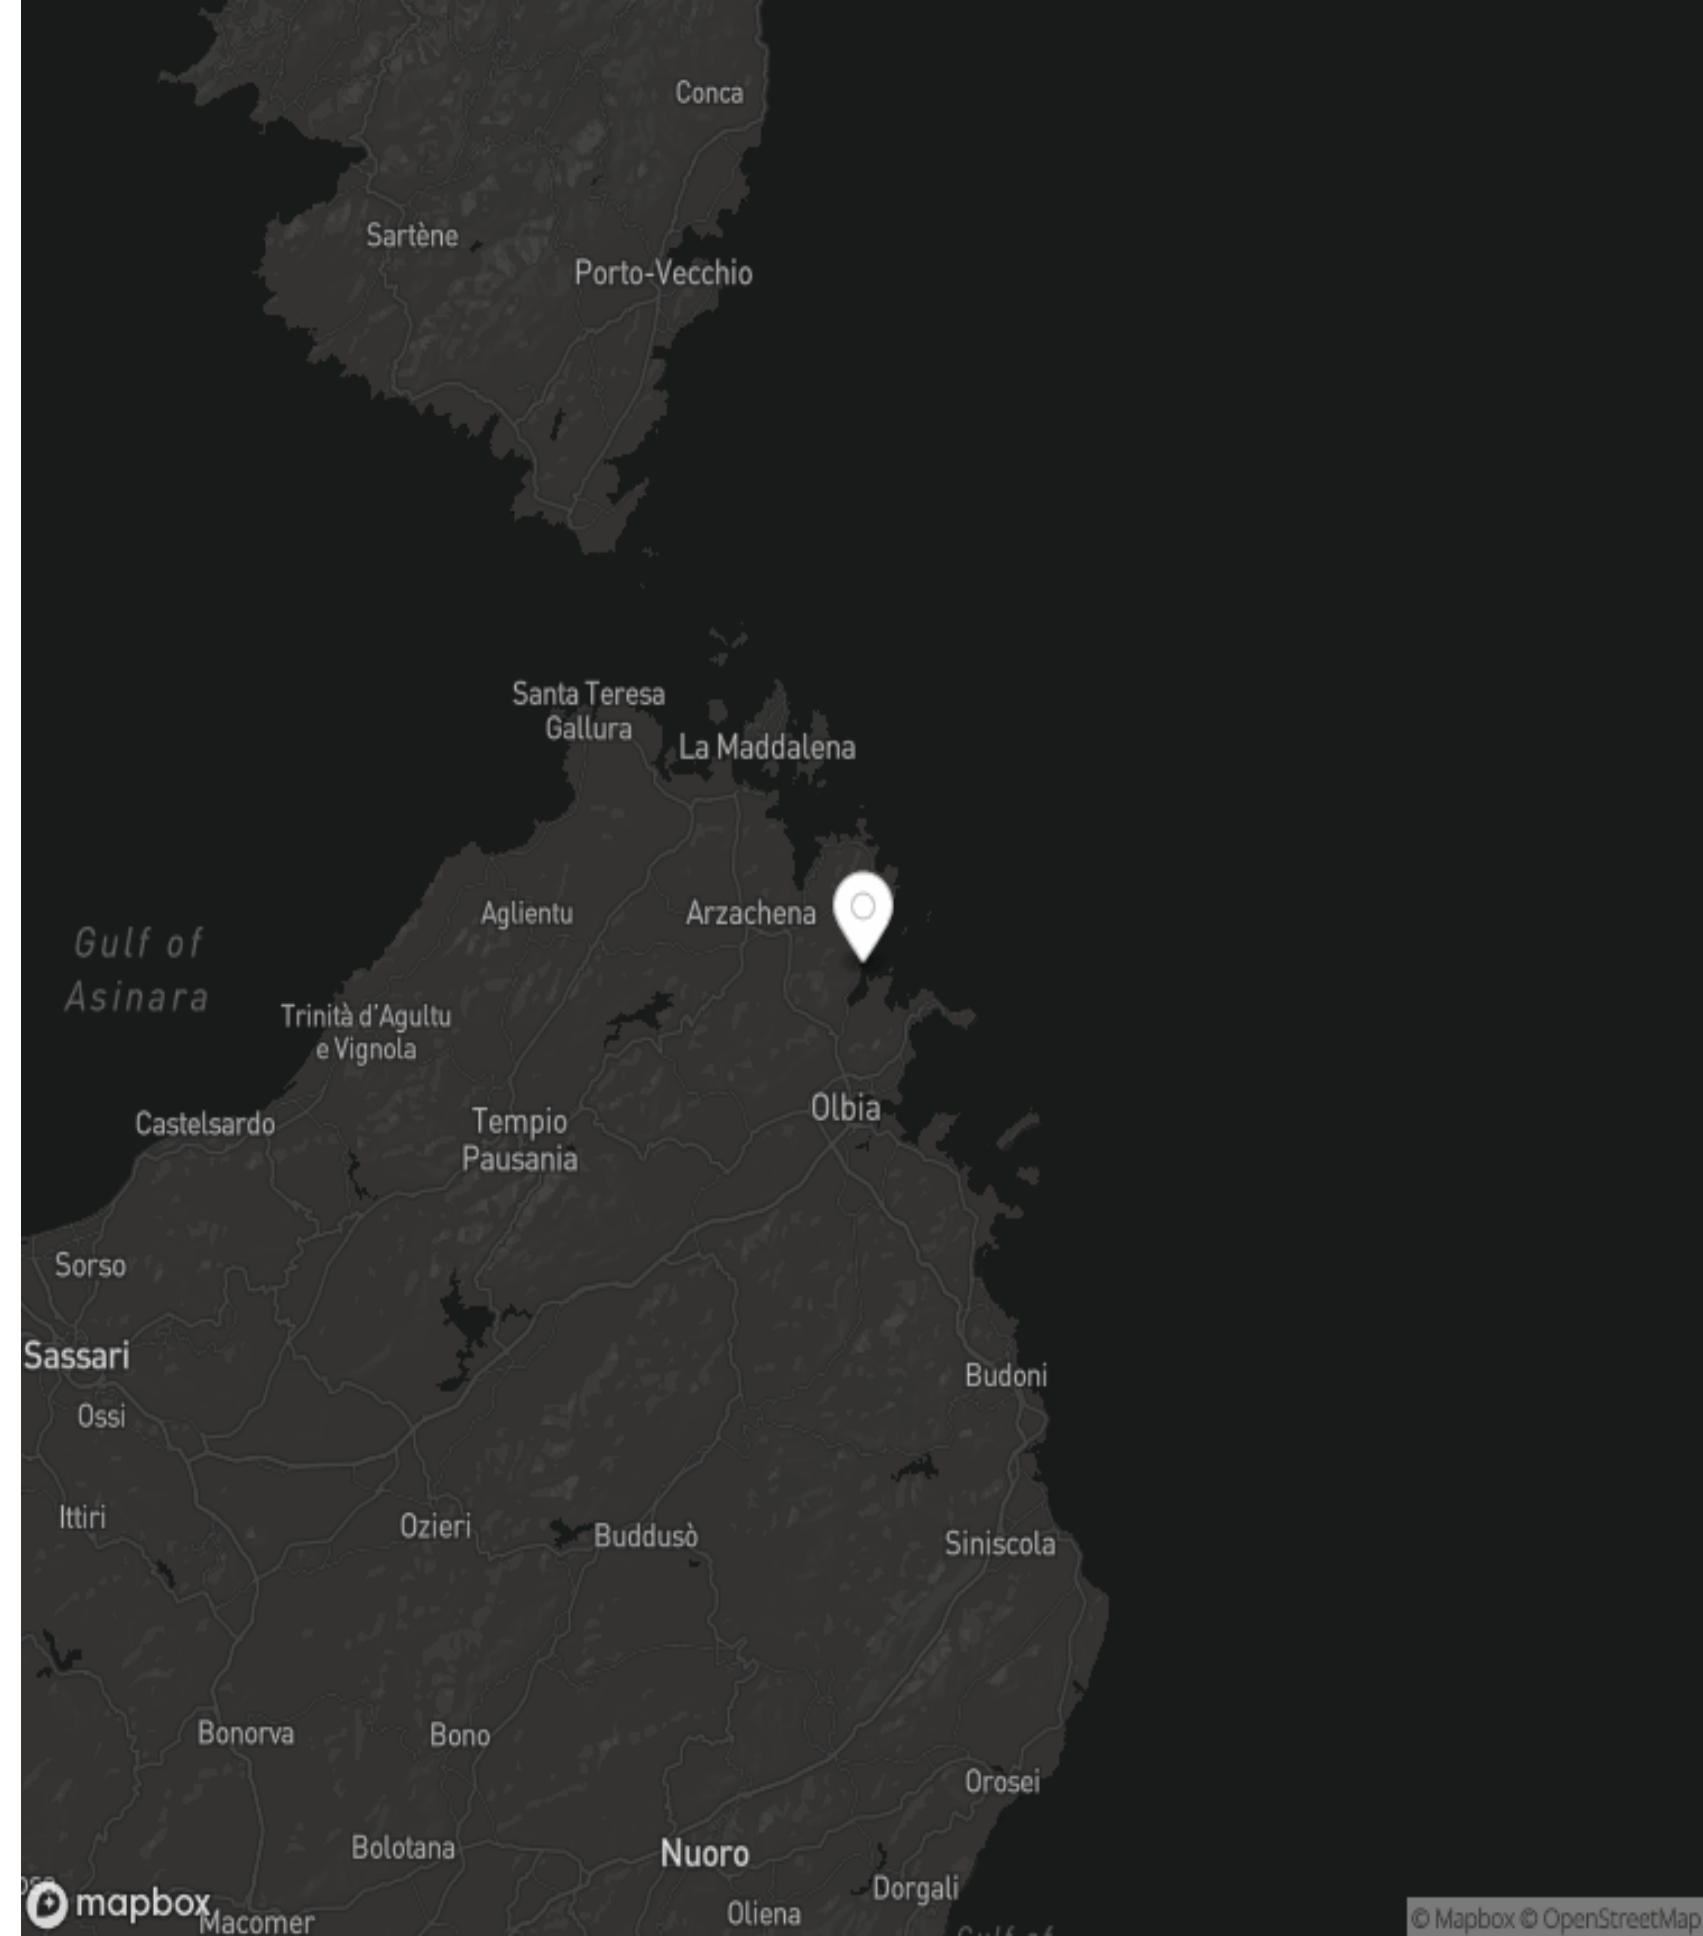 Conca
Sartène
Porto-Vecchio
Santa Teresa
Gallura
La Maddalena
Aglientu
Arzachena
Gulf of
Asinara
Trinità d'Agultu
e Vignola
Castelsardo
Tempio
Pausania
Olbia
Sorso
Sassari
Budoni
Ossi
Ittiri
Ozieri
Buddusò
Siniscola
Bonorva
Bono
Orosei
Bolotana
Nuoro
Dorgali
mapbox
Macomer
Oliena
© Mapbox © OpenStreetMap
Gulf of